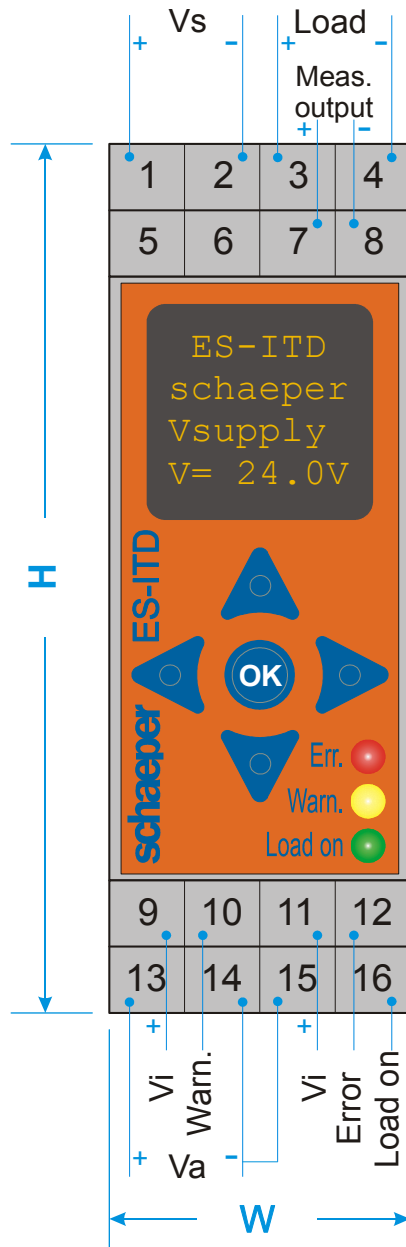 Vs Load
+ - + -
Meas.
output
+ -
1 2 3 4
5 6 7 8
ES-ITD
schaeper
Vsupply
V= 24.0V
H
schaeper ES-ITD
OK
Err.
Warn.
Load on
9 10 11 12
13 14 15 16
+ +
Vi
Warn.
Vi
Error
Load on
+ Va -
W